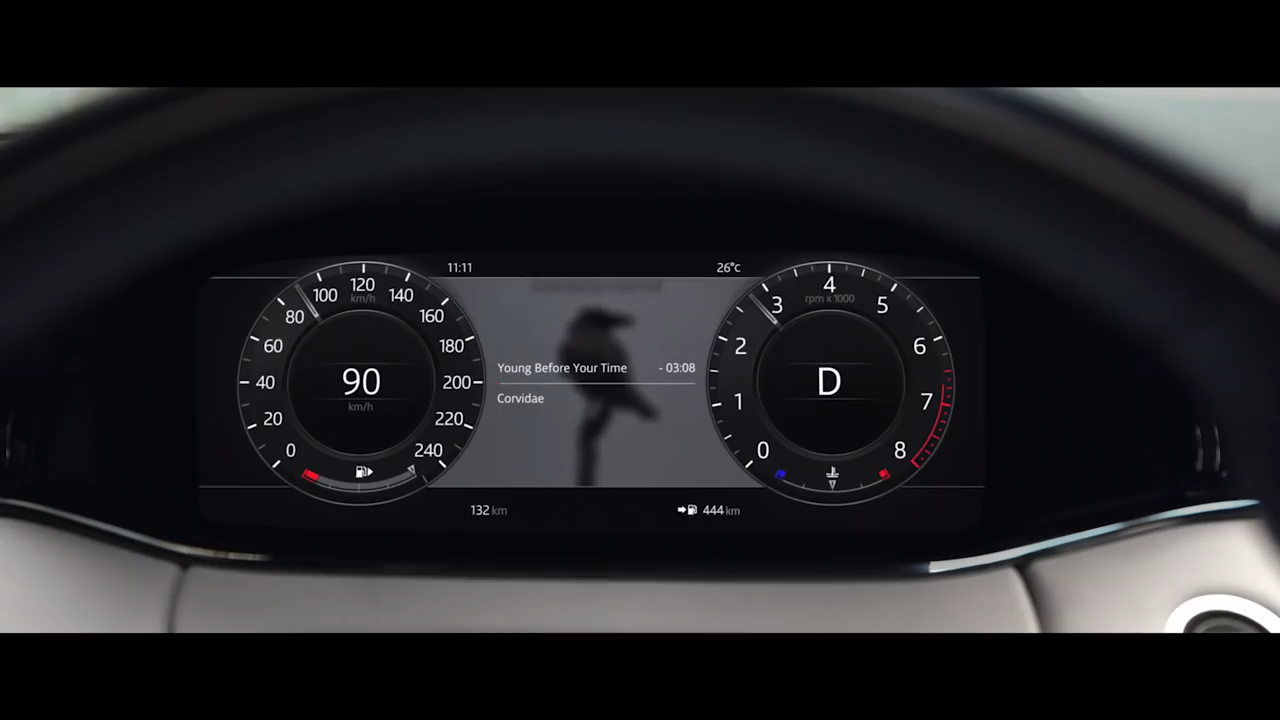 11:11
26°C
0
20
40
60
80
100
120
140
160
180
200
220
240
km/h
90
km/h
Young Before Your Time
- 03:08
Corvidae
0
1
2
3
4
5
6
7
8
rpm x 1000
D
132 km
444 km